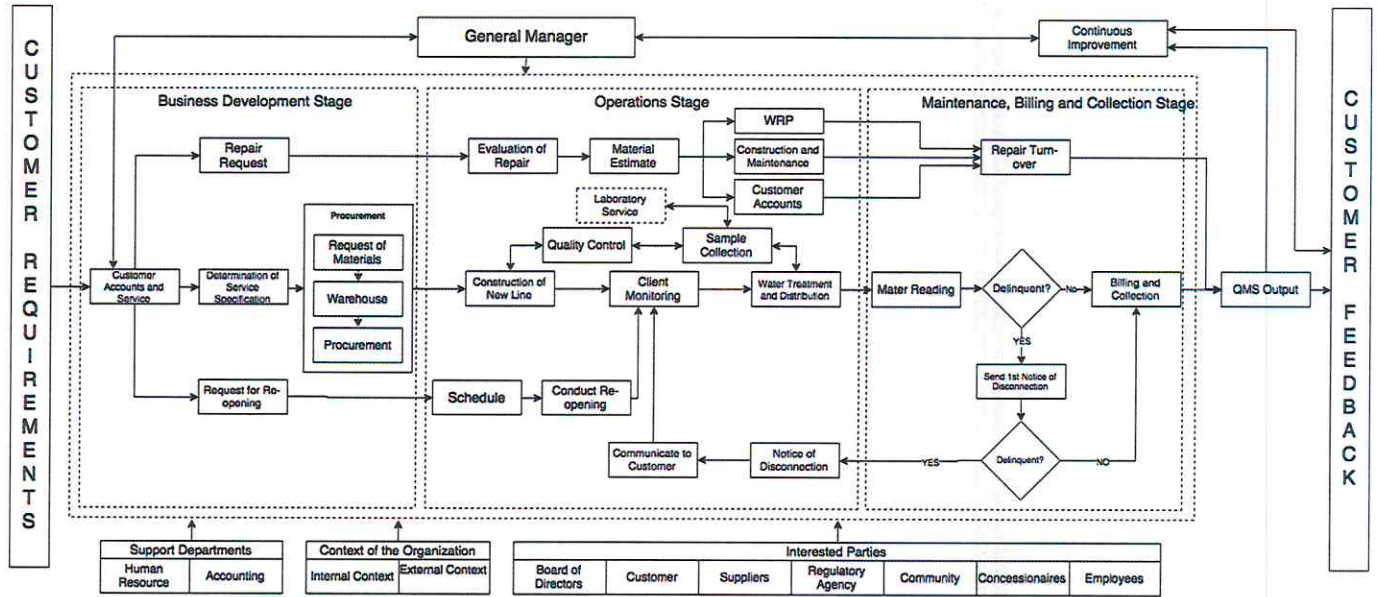 CUSTOMER REQUIREMENTS
General Manager
Continuous
Improvement
CUSTOMER FEEDBACK
Business Development Stage
Operations Stage
Maintenance, Billing and Collection Stage
Repair
Request
Evaluation of
Repair
Material
Estimate
WRP
Construction and
Maintenance
Customer
Accounts
Repair Turn-
over
Laboratory
Service
Procurement
Request of
Materials
Warehouse
Procurement
Quality Control
Sample
Collection
Customer
Accounts and
Service
Determination of
Service
Specification
Construction of
New Line
Client
Monitoring
Water Treatment
and Distribution
Mater Reading
Delinquent?
No
Billing and
Collection
QMS Output
YES
Send 1st Notice of
Disconnection
Request for Re-
opening
Schedule
Conduct Re-
opening
Communicate to
Customer
Notice of
Disconnection
YES
Delinquent?
NO
Support Departments
Human
Resource
Accounting
Context of the Organization
Internal Context
External Context
Interested Parties
Board of
Directors
Customer
Suppliers
Regulatory
Agency
Community
Concessionaires
Employees